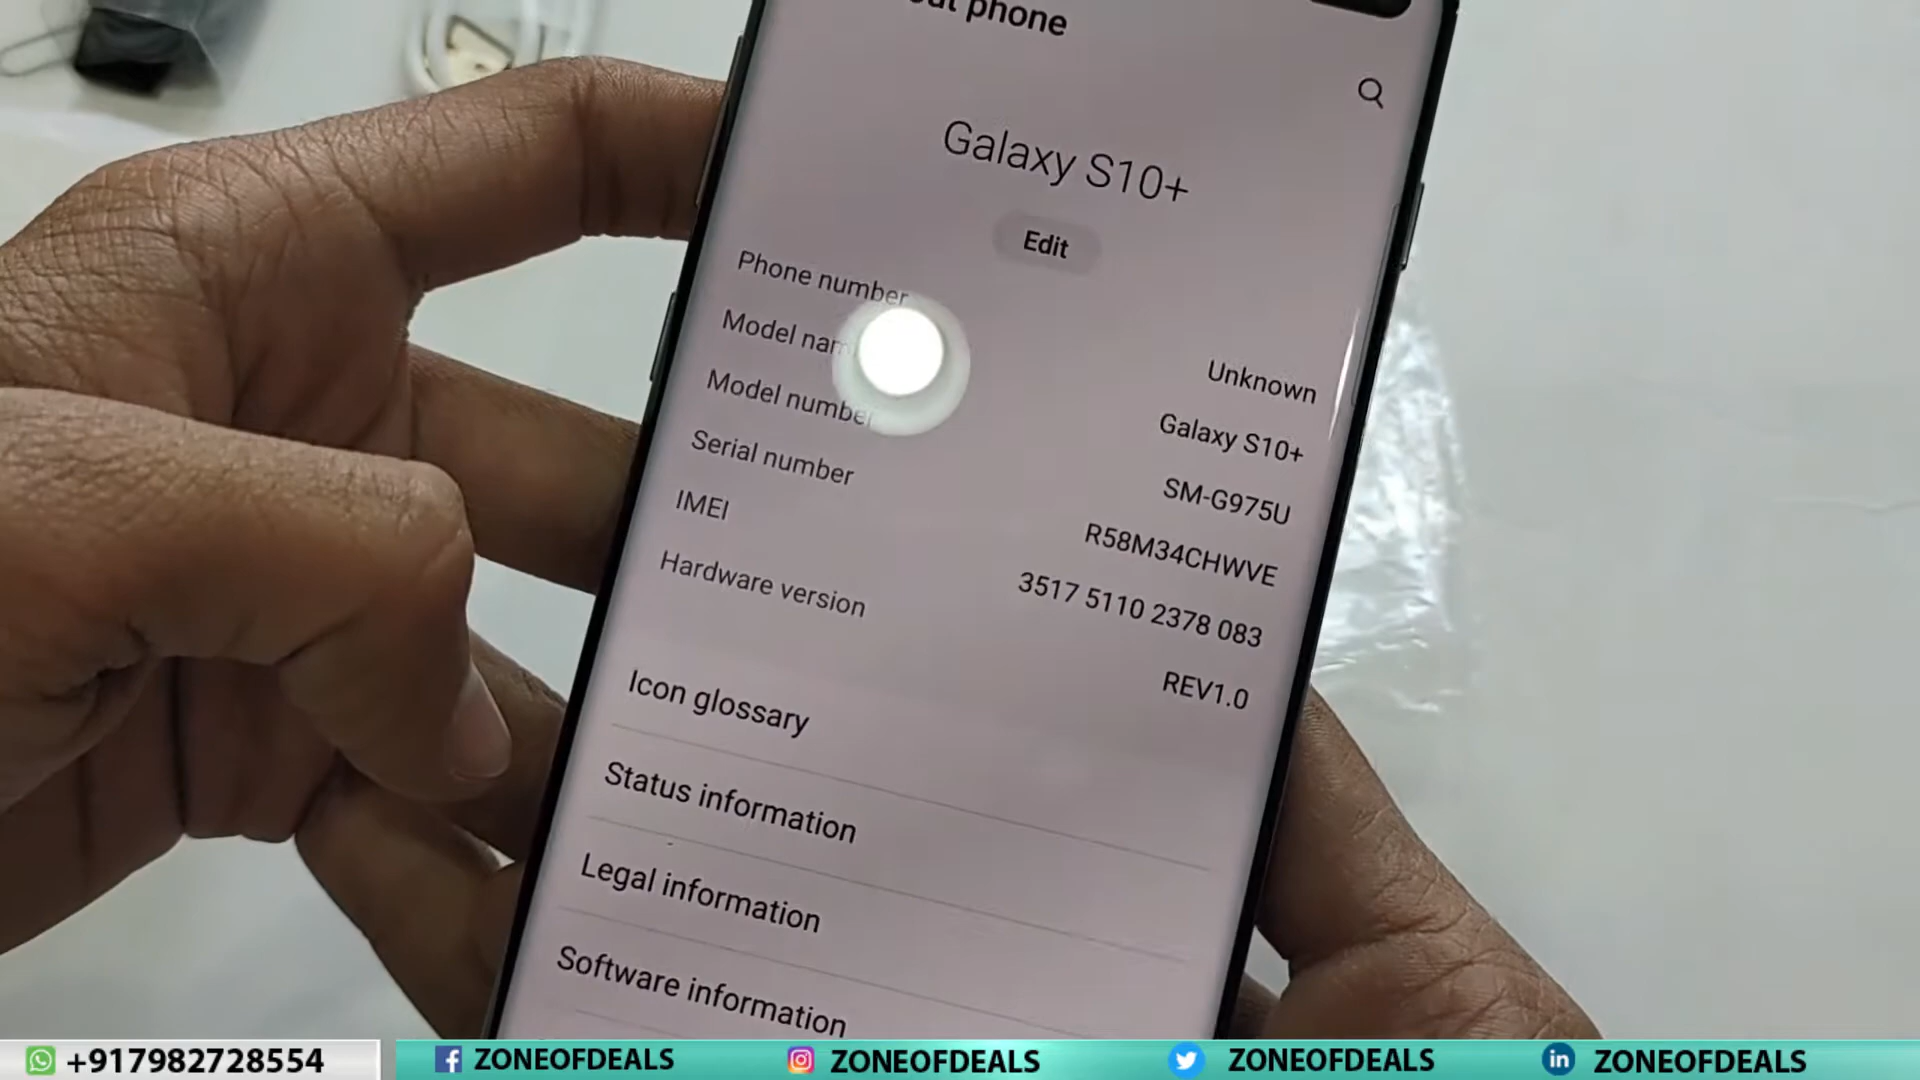 phone
Galaxy S10+
Edit
Phone number
Unknown
Model
Galaxy S10+
Model number
SM-G975U
Serial number
R58M34CHWVE
IMEI
3517 5110 2378 083
Hardware version
REV1.0
Icon glossary
Status information
Legal information
Software information
+917982728554
ZONEOFDEALS
ZONEOFDEALS
ZONEOFDEALS
in ZONEOFDEALS